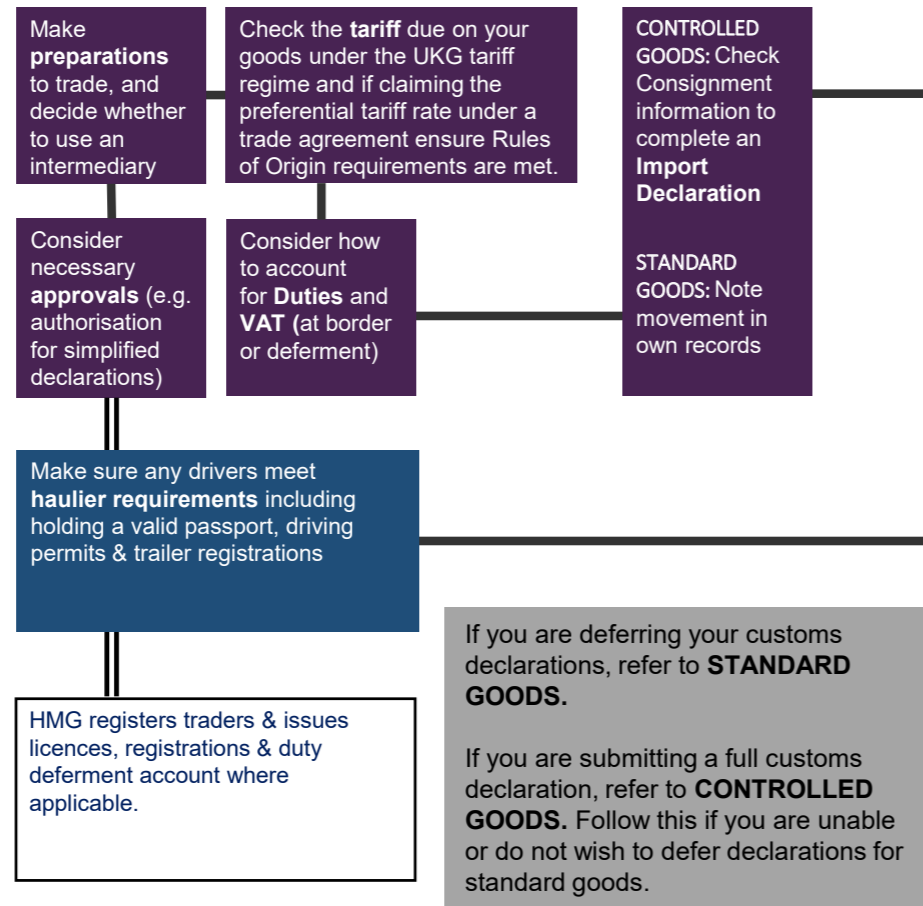 Make
preparations
to trade, and
decide whether
to use an
intermediary
Check the tariff due on your
goods under the UKG tariff
regime and if claiming the
preferential tariff rate under a
trade agreement ensure Rules
of Origin requirements are met.
CONTROLLED
GOODS: Check
Consignment
information to
complete an
Import
Declaration
STANDARD
GOODS: Note
movement in
own records
Consider
necessary
approvals (e.g.
authorisation
for simplified
declarations)
Consider how
to account
for Duties and
VAT (at border
or deferment)
Make sure any drivers meet
haulier requirements including
holding a valid passport, driving
permits & trailer registrations
HMG registers traders & issues
licences, registrations & duty
deferment account where
applicable.
If you are deferring your customs
declarations, refer to STANDARD
GOODS.
If you are submitting a full customs
declaration, refer to CONTROLLED
GOODS. Follow this if you are unable
or do not wish to defer declarations for
standard goods.